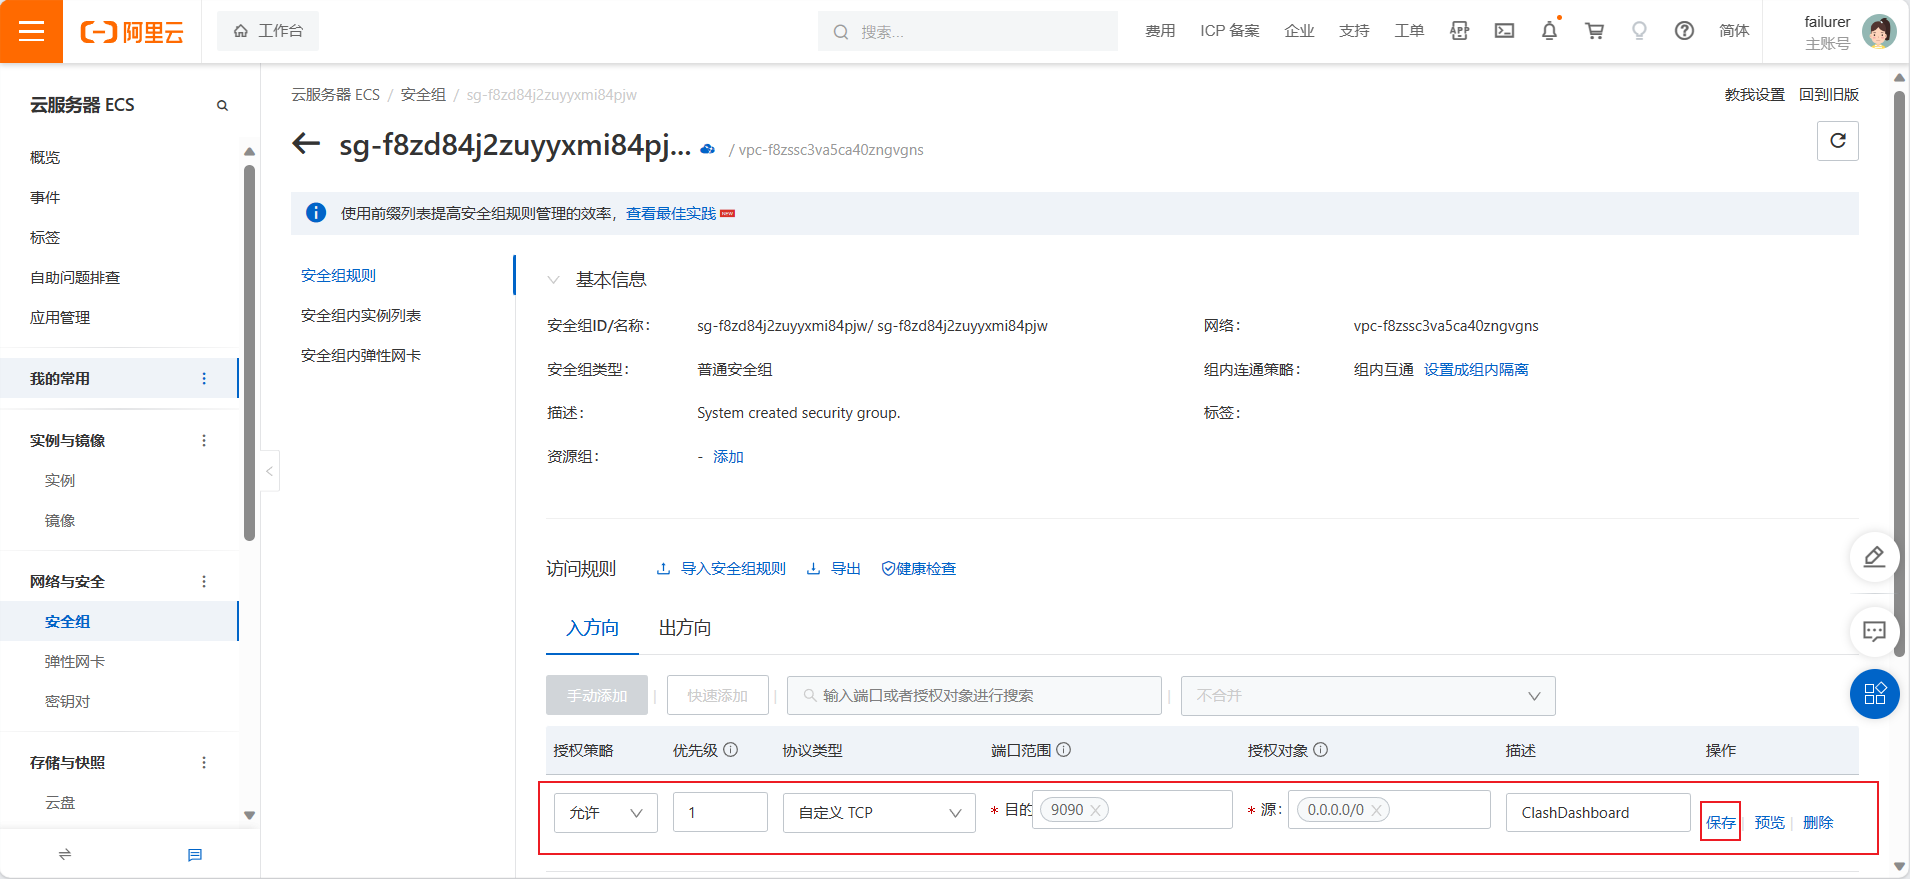 阿里云
工作台
搜索...
费用
ICP 备案
企业
支持
工单
APP
简体
failurer
主账号
云服务器 ECS
概览
事件
标签
自助问题排查
应用管理
我的常用
实例与镜像
实例
镜像
网络与安全
安全组
弹性网卡
密钥对
存储与快照
云盘
云服务器 ECS / 安全组 / sg-f8zd84j2zuyyxmi84pjw
教我设置 回到旧版
sg-f8zd84j2zuyyxmi84pj... / vpc-f8zssc3va5ca40zngvgns
使用前缀列表提高安全组规则管理的效率，查看最佳实践 NEW
安全组规则
安全组内实例列表
安全组内弹性网卡
基本信息
安全组ID/名称： sg-f8zd84j2zuyyxmi84pjw/ sg-f8zd84j2zuyyxmi84pjw 网络： vpc-f8zssc3va5ca40zngvgns
安全组类型： 普通安全组 组内连通策略： 组内互通 设置成组内隔离
描述： System created security group. 标签：
资源组： - 添加
访问规则 导入安全组规则 导出 健康检查
入方向 出方向
手动添加 | 快速添加 | 输入端口或者授权对象进行搜索 | 不合并
授权策略 优先级 协议类型 端口范围 授权对象 描述 操作
允许 1 自定义 TCP * 目的 9090 * 源： 0.0.0.0/0 ClashDashboard 保存 | 预览 | 删除